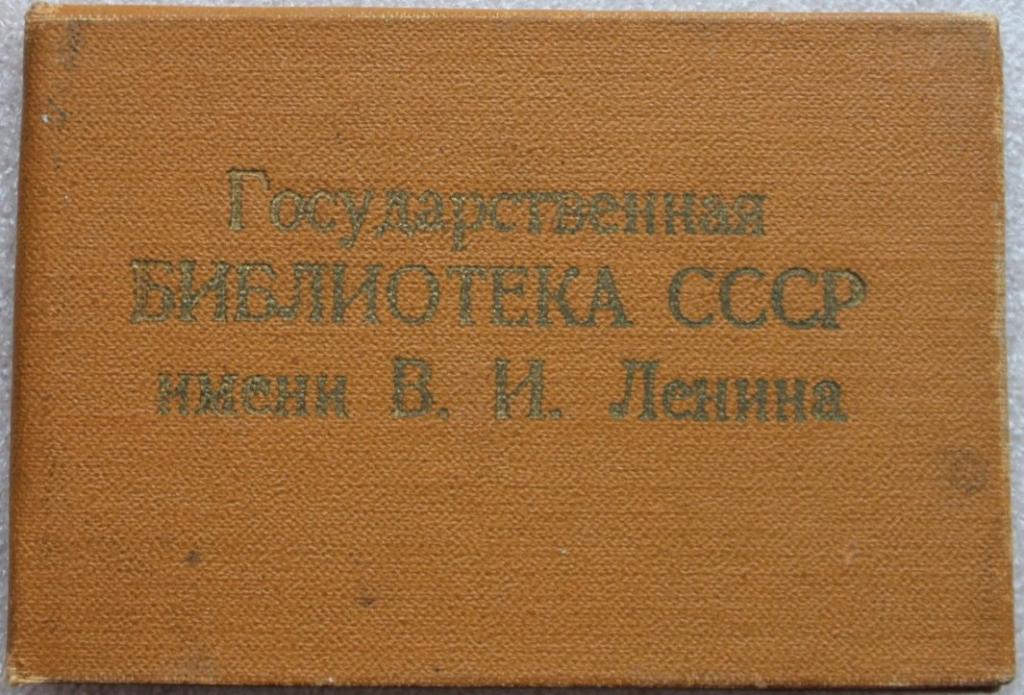 Государственная
БИБЛИОТЕКА СССР
имени В. И. Ленина